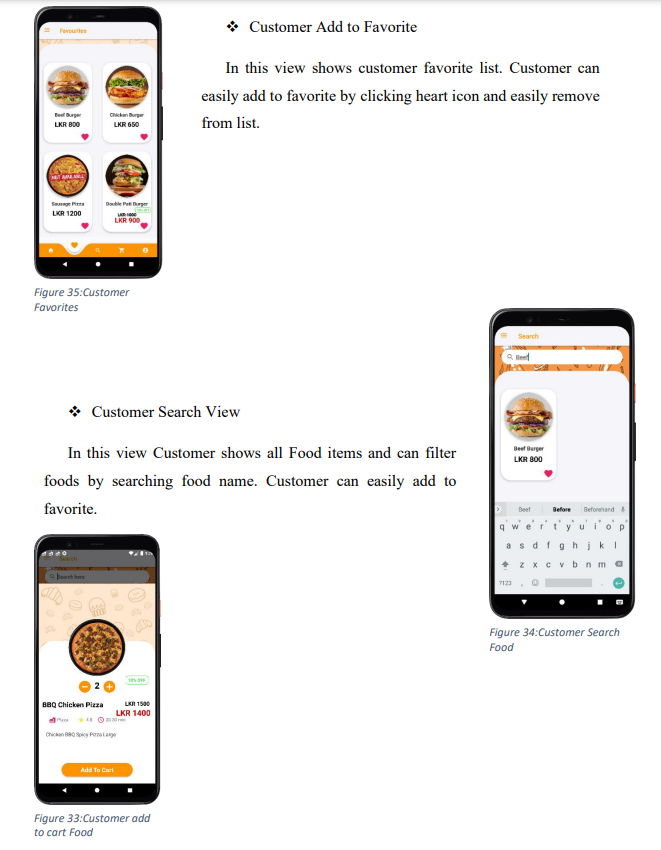 Favourites
Beef Burger
LKR 800
Chicken Burger
LKR 650
NOT AVAILABLE
Sausage Pizza
LKR 1200
Double Pati Burger
LKR 900
Figure 35:Customer
Favorites
❖ Customer Add to Favorite
In this view shows customer favorite list. Customer can
easily add to favorite by clicking heart icon and easily remove
from list.
Search
Beef
Beef Burger
LKR 800
Beef Before Beforehand
q w e r t y u i o p
a s d f g h j k l
z x c v b n m
?123 , .
Figure 34:Customer Search
Food
❖ Customer Search View
In this view Customer shows all Food items and can filter
foods by searching food name. Customer can easily add to
favorite.
Search
Search here
2
10% OFF
BBQ Chicken Pizza
LKR 1500
LKR 1400
Pizza 4.8 20-30 min
Chicken BBQ Spicy Pizza Large
Add To Cart
Figure 33:Customer add
to cart Food